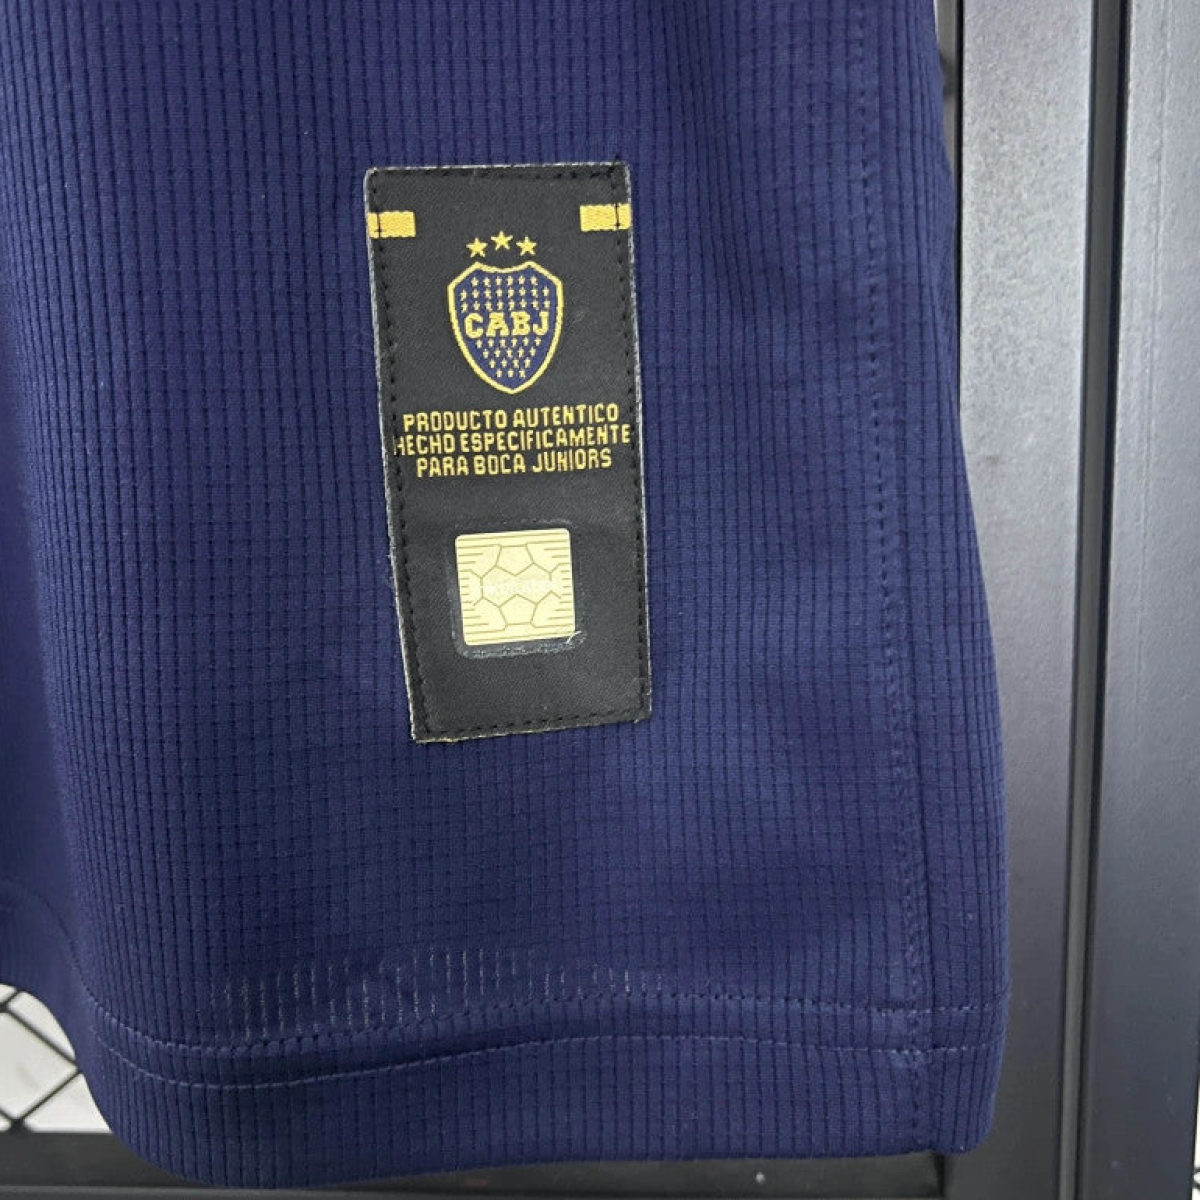 CABJ
PRODUCTO AUTENTICO
HECHO ESPECIFICAMENTE
PARA BOCA JUNIORS